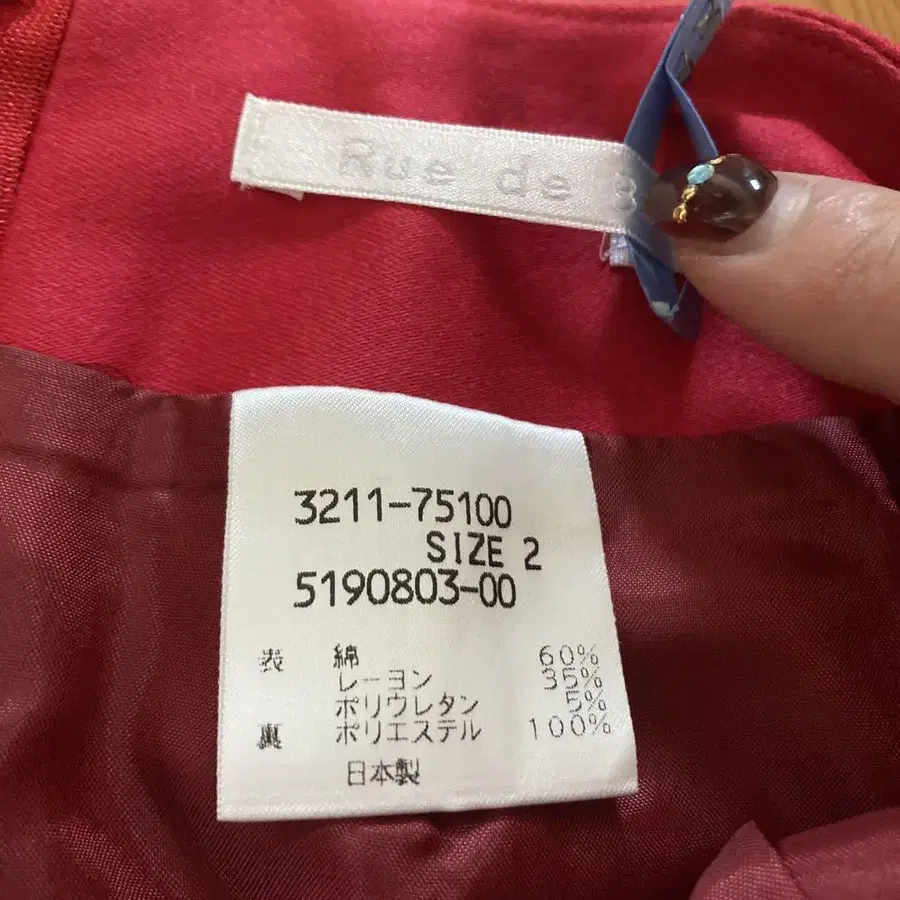 Rue de
3211-75100
SIZE 2
5190803-00
表 綿 60%
レーヨン 35%
ポリウレタン 5%
裏 ポリエステル 100%
日本製